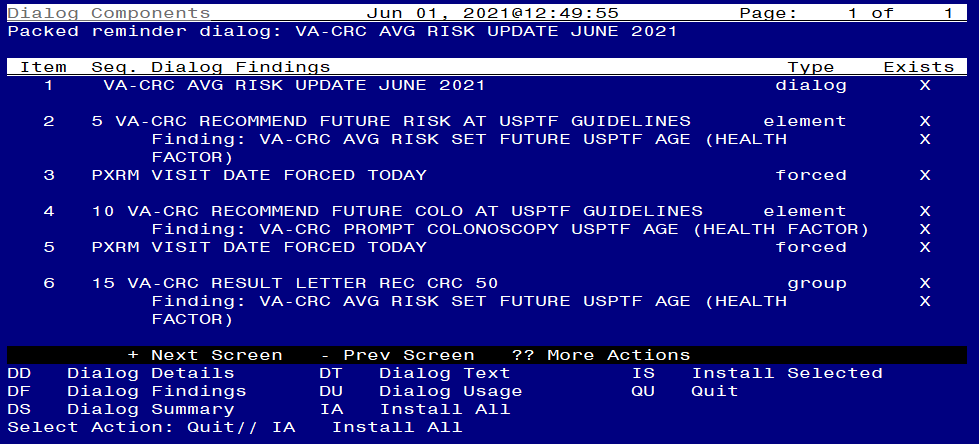 Dialog Components Jun 01, 2021@12:49:55 Page: 1 of 1
Packed reminder dialog: VA-CRC AVG RISK UPDATE JUNE 2021
Item Seq. Dialog Findings Type Exists
1 VA-CRC AVG RISK UPDATE JUNE 2021 dialog X
2 5 VA-CRC RECOMMEND FUTURE RISK AT USPTF GUIDELINES element X
Finding: VA-CRC AVG RISK SET FUTURE USPTF AGE (HEALTH X
FACTOR)
3 PXRM VISIT DATE FORCED TODAY forced X
4 10 VA-CRC RECOMMEND FUTURE COLO AT USPTF GUIDELINES element X
Finding: VA-CRC PROMPT COLONOSCOPY USPTF AGE (HEALTH FACTOR) X
5 PXRM VISIT DATE FORCED TODAY forced X
6 15 VA-CRC RESULT LETTER REC CRC 50 group X
Finding: VA-CRC AVG RISK SET FUTURE USPTF AGE (HEALTH X
FACTOR)
+ Next Screen - Prev Screen ?? More Actions
DD Dialog Details DT Dialog Text IS Install Selected
DF Dialog Findings DU Dialog Usage QU Quit
DS Dialog Summary IA Install All
Select Action: Quit// IA Install All